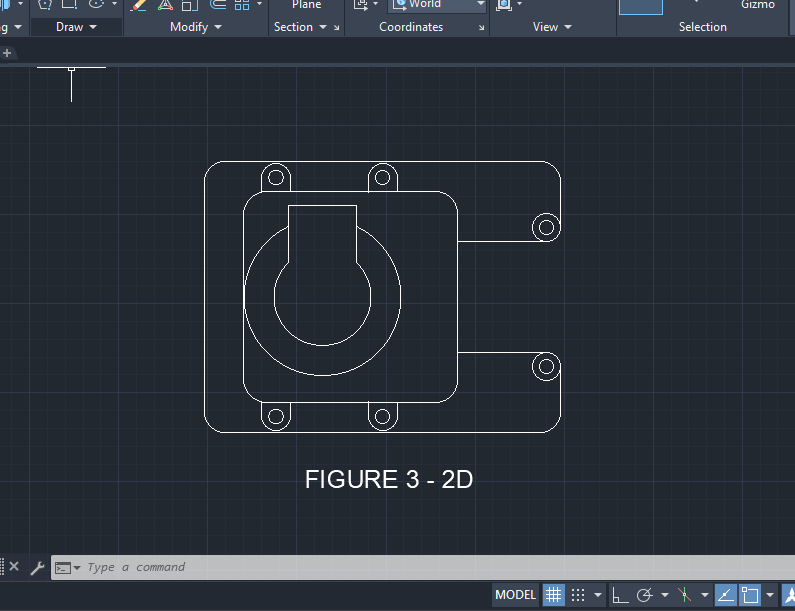 Plane
World
Gizmo
Draw
Modify
Section
Coordinates
View
Selection
FIGURE 3 - 2D
Type a command
MODEL